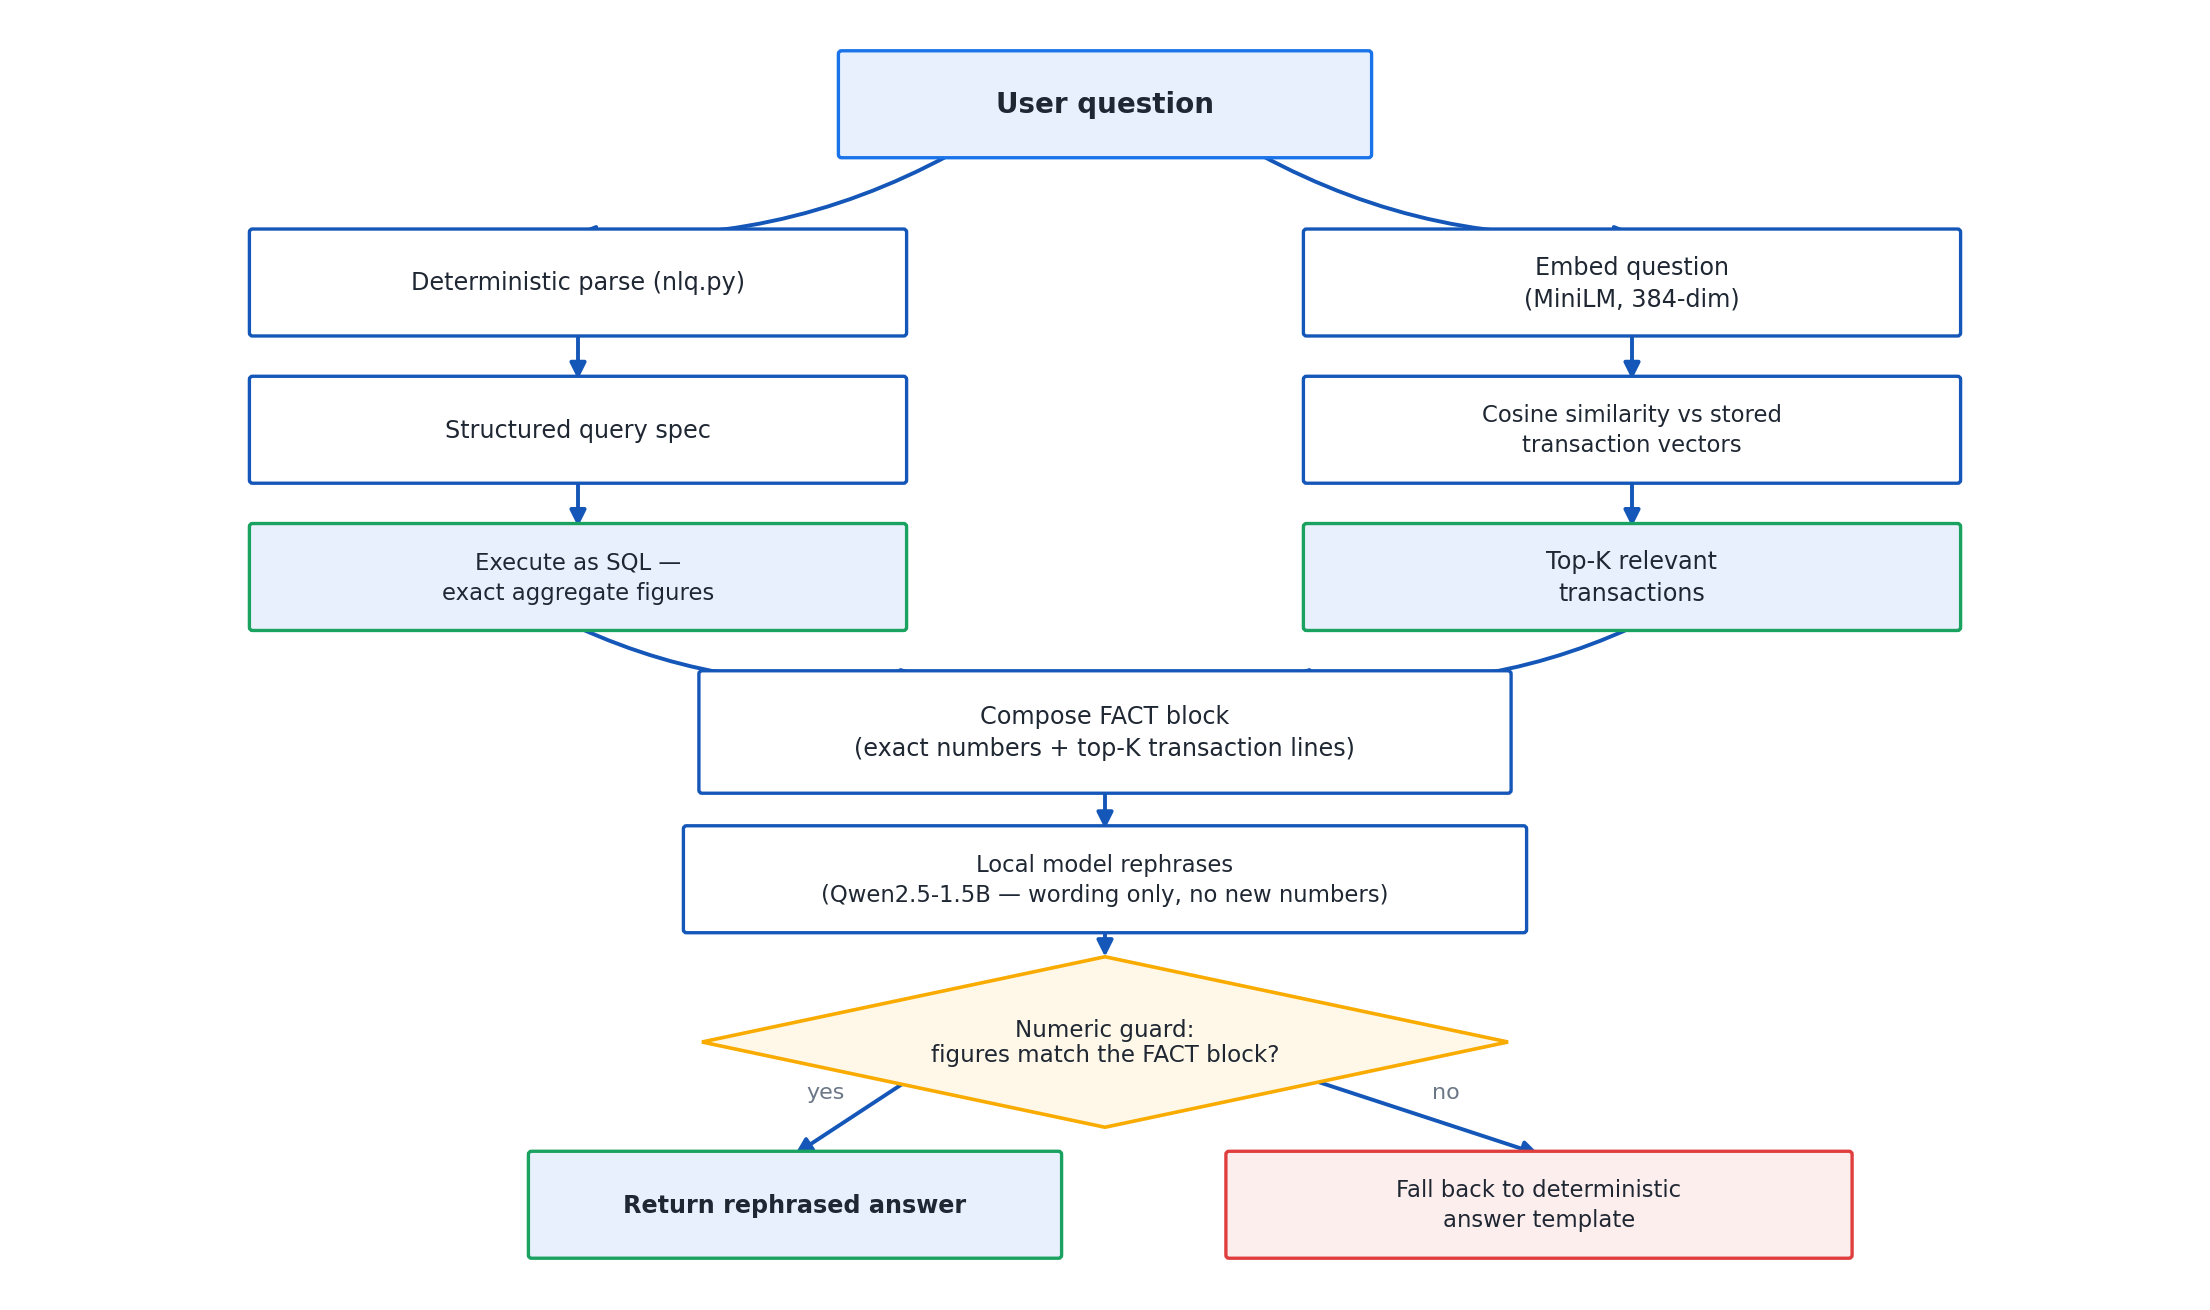 User question
Deterministic parse (nlq.py)
Embed question
(MiniLM, 384-dim)
Structured query spec
Cosine similarity vs stored
transaction vectors
Execute as SQL —
exact aggregate figures
Top-K relevant
transactions
Compose FACT block
(exact numbers + top-K transaction lines)
Local model rephrases
(Qwen2.5-1.5B — wording only, no new numbers)
Numeric guard:
figures match the FACT block?
yes
no
Return rephrased answer
Fall back to deterministic
answer template